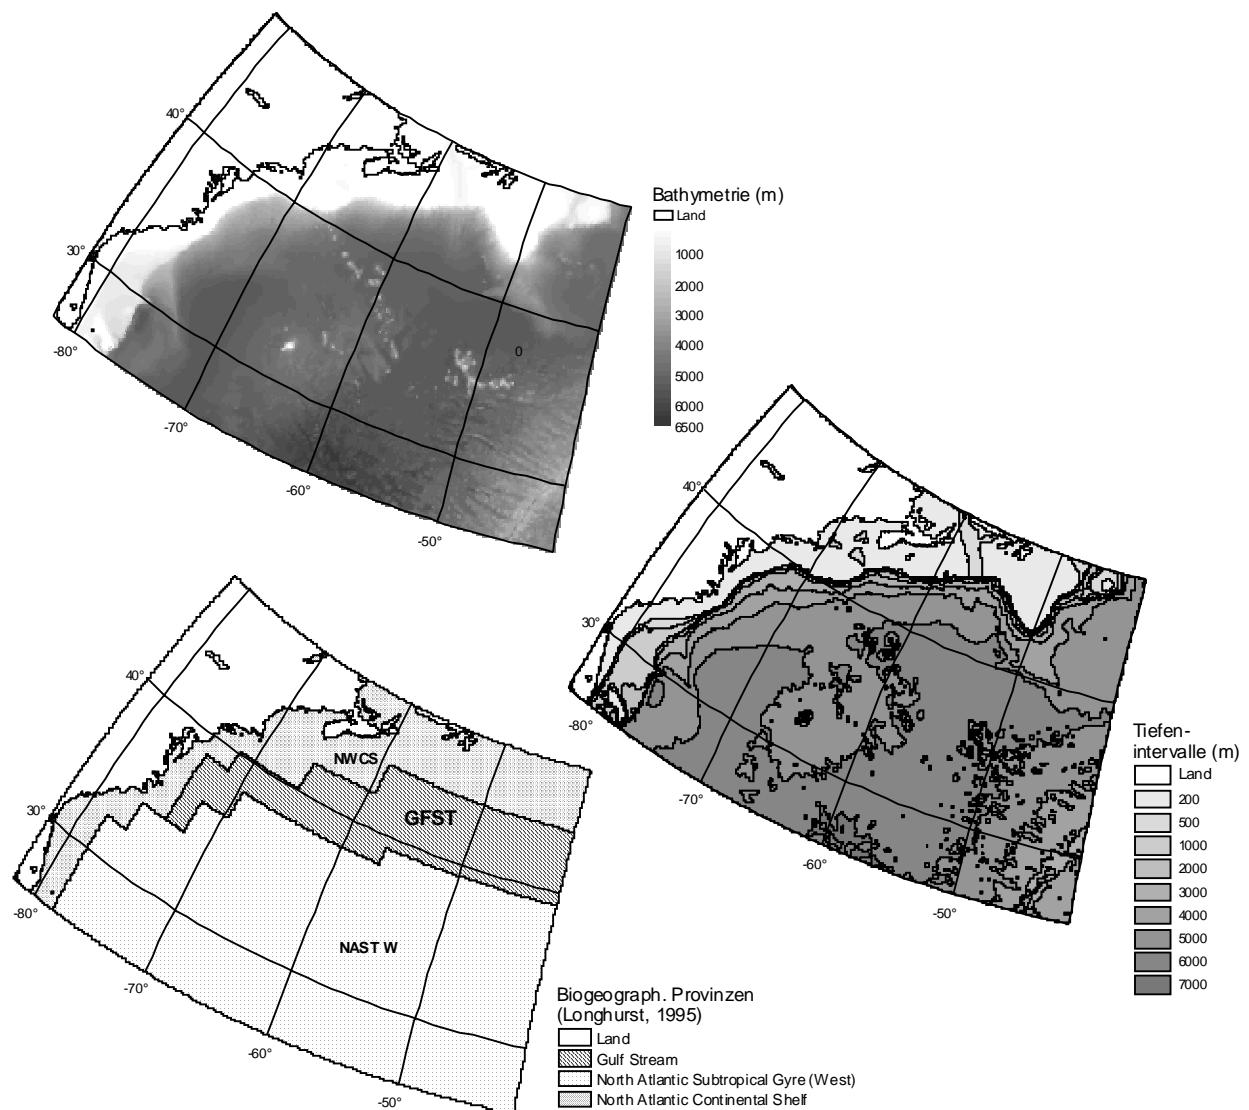 40°
30°
-80°
-70°
-60°
-50°
0
Bathymetrie (m)
Land
1000
2000
3000
4000
5000
6000
6500
40°
30°
-80°
-70°
-60°
-50°
Tiefen-
intervalle (m)
Land
200
500
1000
2000
3000
4000
5000
6000
7000
40°
30°
-80°
-70°
-60°
-50°
NWCS
GFST
NAST W
Biogeograph. Provinzen
(Longhurst, 1995)
Land
Gulf Stream
North Atlantic Subtropical Gyre (West)
North Atlantic Continental Shelf